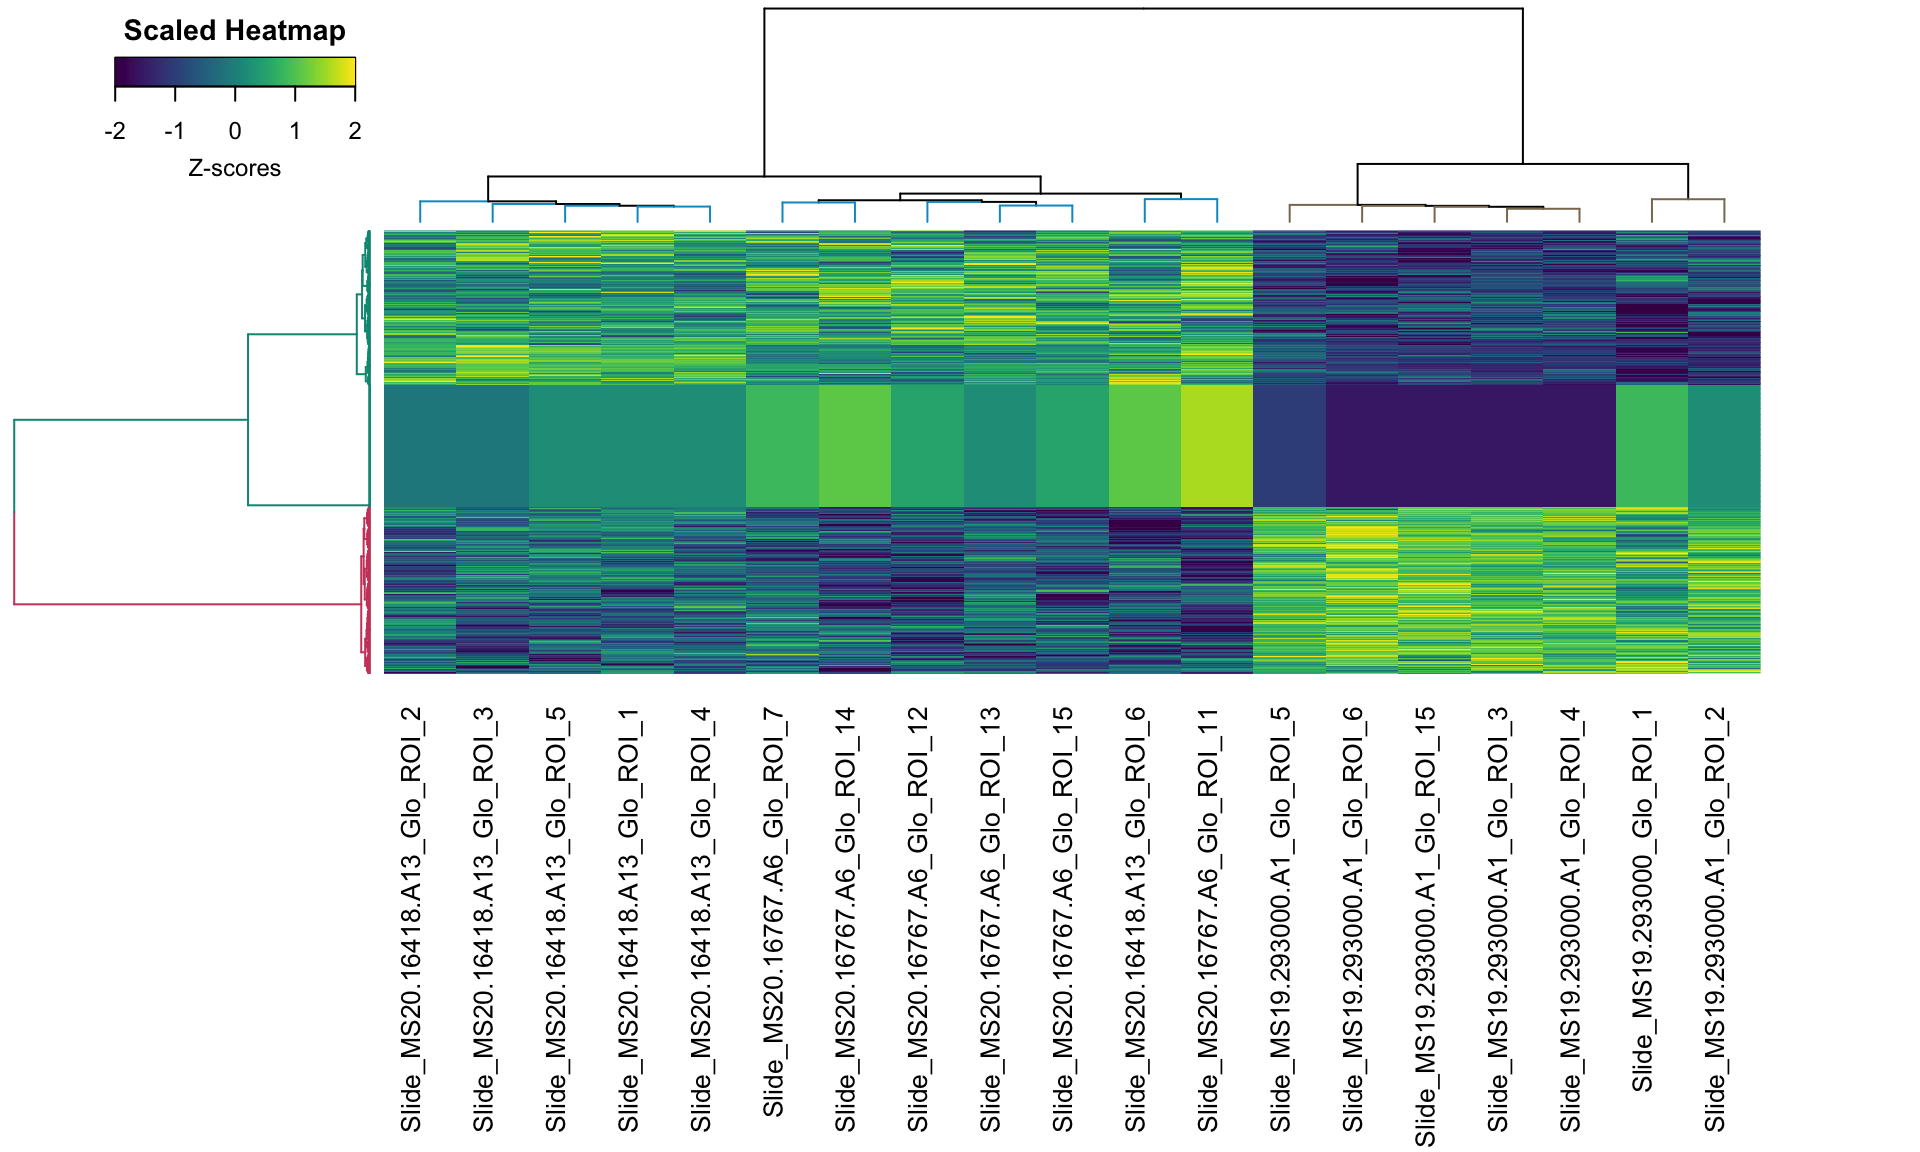 Scaled Heatmap
-2 -1 0 1 2
Z-scores
Slide_MS20.16418.A13_Glo_ROI_2
Slide_MS20.16418.A13_Glo_ROI_3
Slide_MS20.16418.A13_Glo_ROI_5
Slide_MS20.16418.A13_Glo_ROI_1
Slide_MS20.16418.A13_Glo_ROI_4
Slide_MS20.16767.A6_Glo_ROI_7
Slide_MS20.16767.A6_Glo_ROI_14
Slide_MS20.16767.A6_Glo_ROI_12
Slide_MS20.16767.A6_Glo_ROI_13
Slide_MS20.16767.A6_Glo_ROI_15
Slide_MS20.16418.A13_Glo_ROI_6
Slide_MS20.16767.A6_Glo_ROI_11
Slide_MS19.293000.A1_Glo_ROI_5
Slide_MS19.293000.A1_Glo_ROI_6
Slide_MS19.293000.A1_Glo_ROI_15
Slide_MS19.293000.A1_Glo_ROI_3
Slide_MS19.293000.A1_Glo_ROI_4
Slide_MS19.293000_Glo_ROI_1
Slide_MS19.293000.A1_Glo_ROI_2